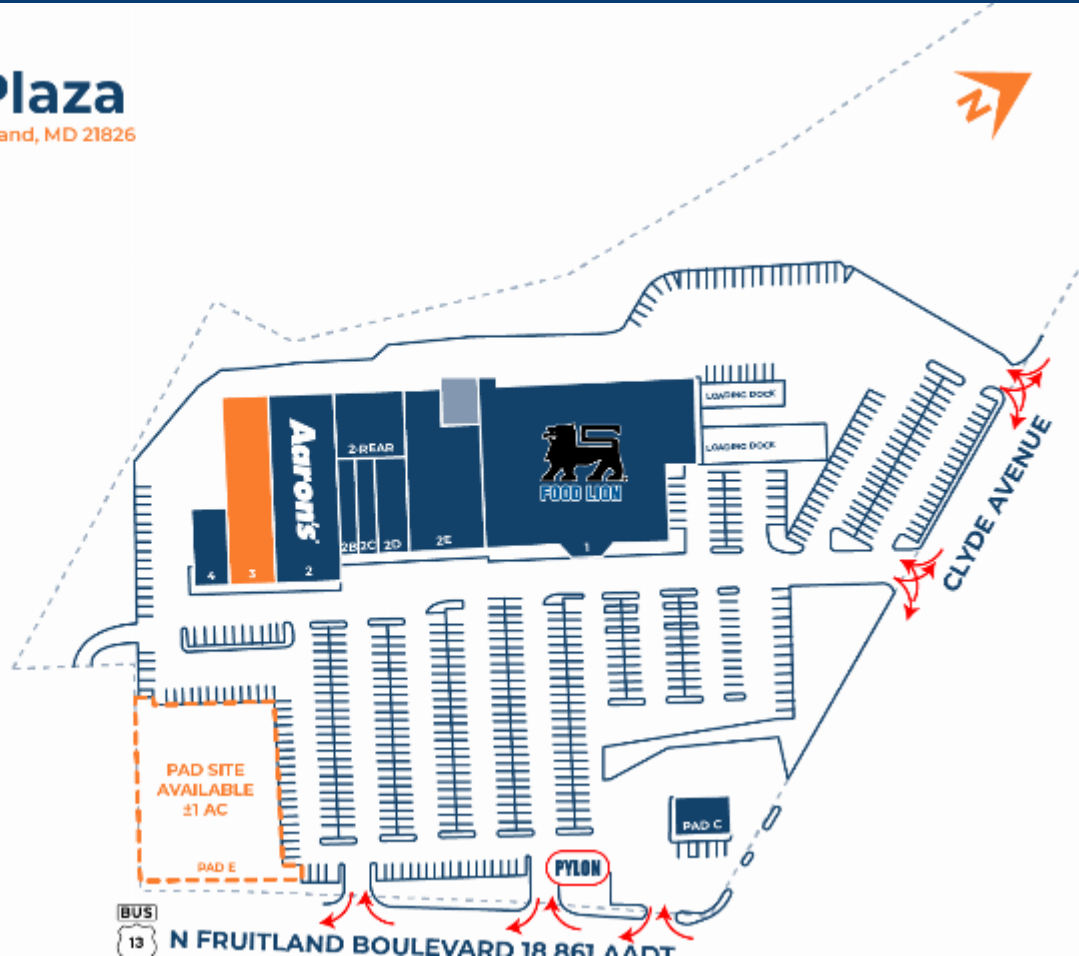 Plaza
and, MD 21826
N
LOADING DOCK
LOADING DOCK
2-REAR
Aaron's
FOOD LION
2B
2C
2D
2E
1
4
3
2
CLYDE AVENUE
PAD SITE
AVAILABLE
±1 AC
PAD E
PAD C
PYLON
BUS
13
N FRUITLAND BOULEVARD 18,861 AADT